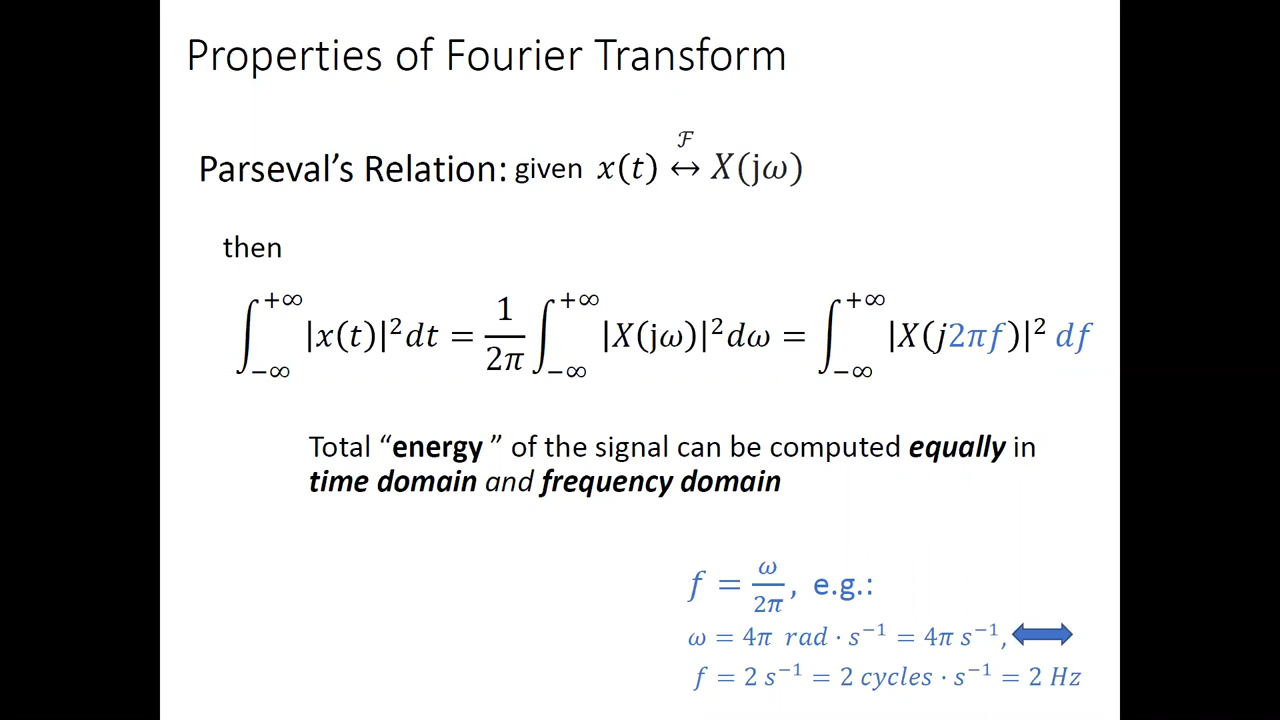 Properties of Fourier Transform
Parseval's Relation: given x(t) ℱ↔ X(jω)
then
∫_{−∞}^{+∞} |x(t)|² dt = 1/2π ∫_{−∞}^{+∞} |X(jω)|² dω = ∫_{−∞}^{+∞} |X(j2πf)|² df
Total “energy ” of the signal can be computed equally in
time domain and frequency domain
f = ω/2π, e.g.:
ω = 4π rad · s⁻¹ = 4π s⁻¹,
f = 2 s⁻¹ = 2 cycles · s⁻¹ = 2 Hz